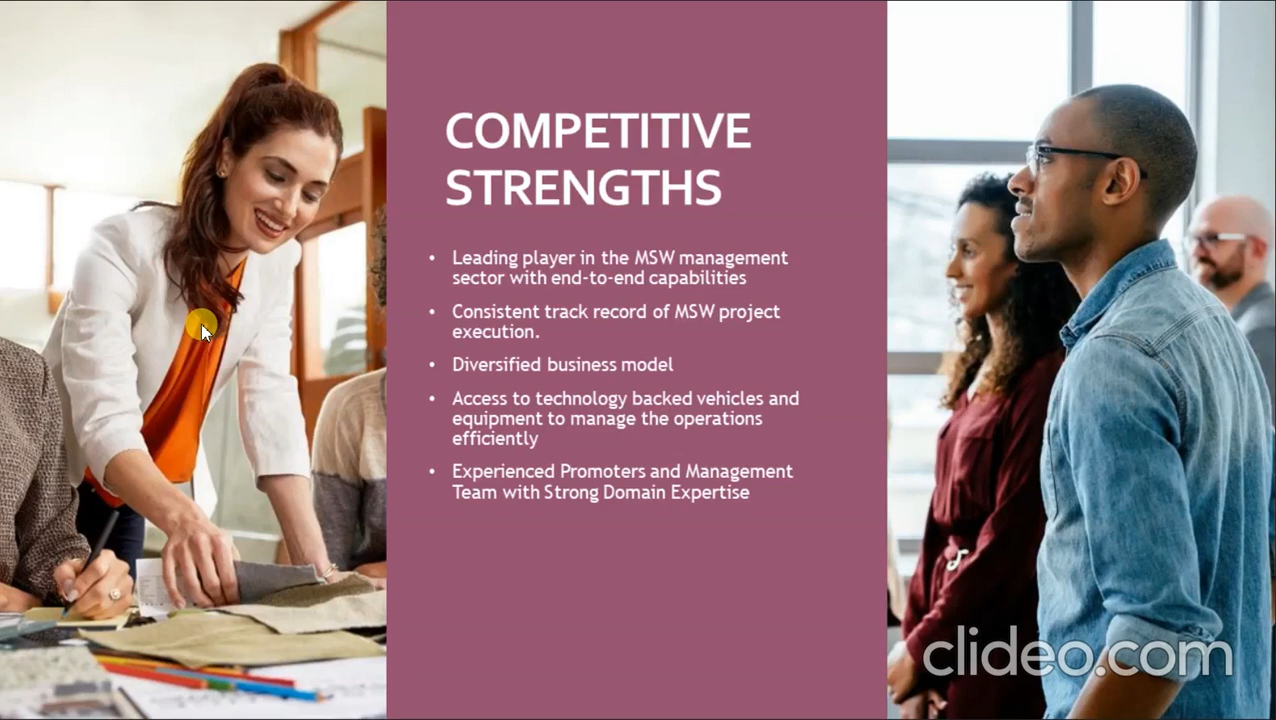 COMPETITIVE
STRENGTHS
• Leading player in the MSW management
sector with end-to-end capabilities
• Consistent track record of MSW project
execution.
• Diversified business model
• Access to technology backed vehicles and
equipment to manage the operations
efficiently
• Experienced Promoters and Management
Team with Strong Domain Expertise
clideo.com